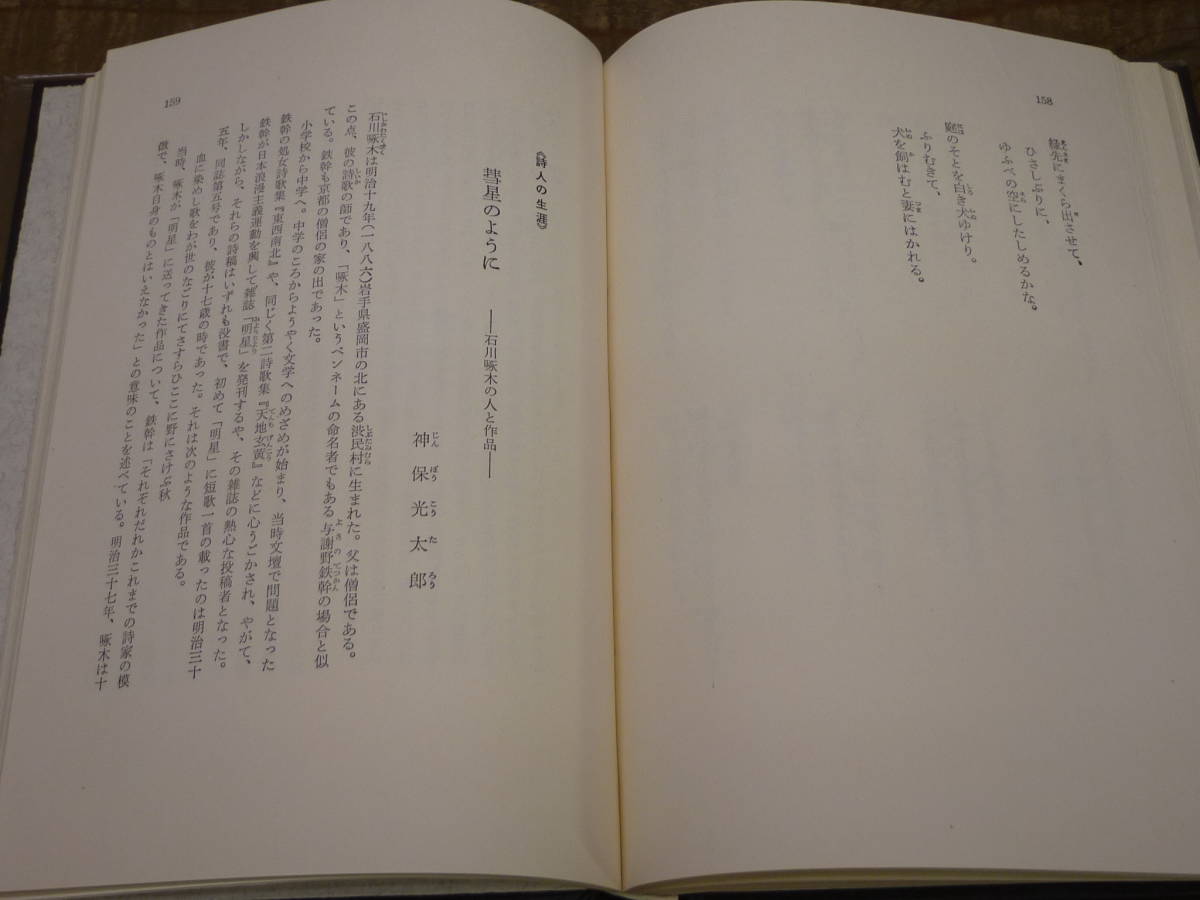 158
縁先にまくら出させて、
ひさしぶりに、
ゆふべの空にしたしめるかな。
庭のそとを白き犬ゆけり。
ふりむきて、
犬を飼はむと妻にはかれる。
159
《詩人の生涯》
彗星のように
――石川啄木の人と作品――
神保光太郎
石川啄木は明治十九年(一八八六)岩手県盛岡市の北にある渋民村に生まれた。父は僧侶である。
この点、彼の詩歌の師であり、「啄木」というペンネームの命名者でもある与謝野鉄幹の場合と似
ている。鉄幹も京都の僧侶の家の出であった。
小学校から中学へ。中学のころからようやく文学へのめざめが始まり、当時文壇で問題となった
鉄幹の処女詩歌集『東西南北』や、同じく第二詩歌集『天地玄黄』などに心うごかされ、やがて、
鉄幹が日本浪漫主義運動を興して雑誌「明星」を発刊するや、その雑誌の熱心な投稿者となった。
しかしながら、それらの詩稿はいずれも没書で、初めて「明星」に短歌一首の載ったのは明治三十
五年、同誌第五号であり、彼が十七歳の時であった。それは次のような作品である。
血に染めし歌をわが世のなごりにてさすらひここに野にさけぶ秋
当時、啄木が「明星」に送ってきた作品について、鉄幹は「それぞれだれかこれまでの詩家の模
倣で、啄木自身のものとはいえなかった」との意味のことを述べている。明治三十七年、啄木は十